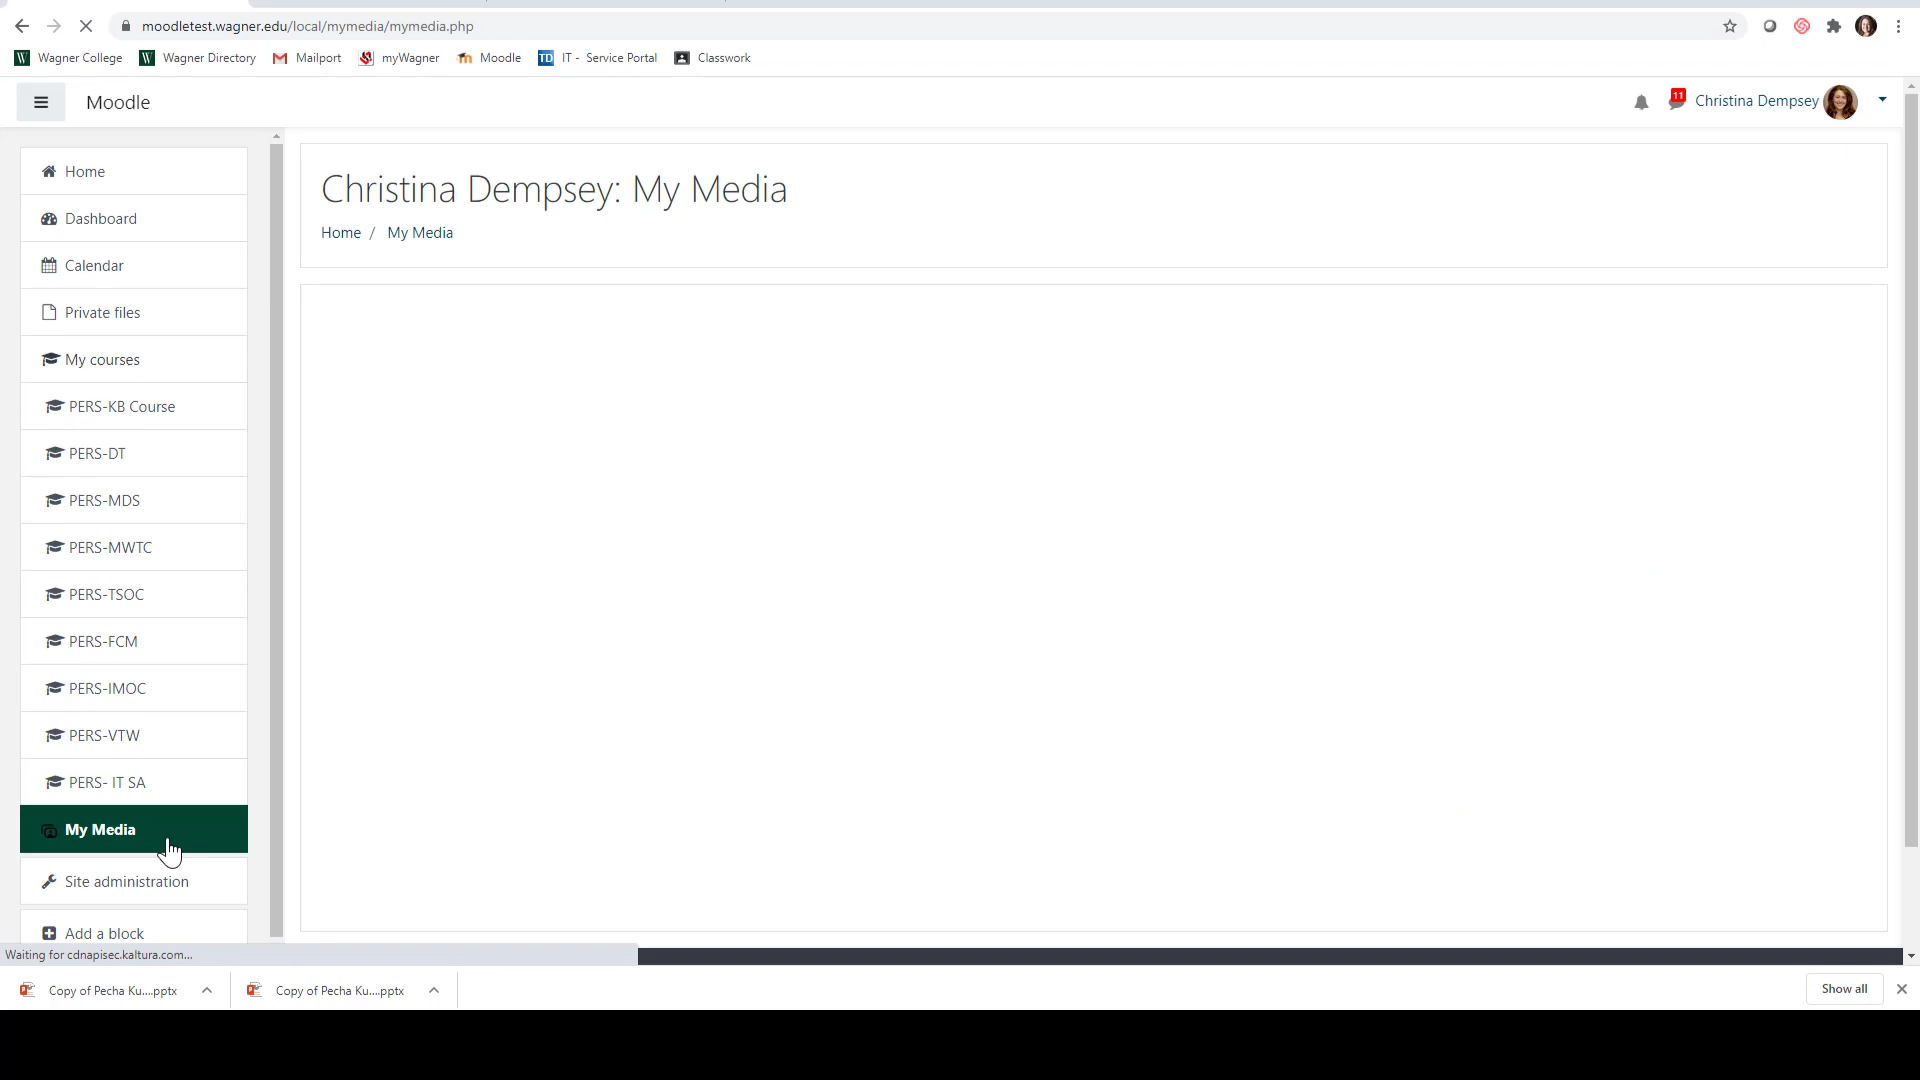 moodletest.wagner.edu/local/mymedia/mymedia.php
Wagner College Wagner Directory Mailport myWagner Moodle IT - Service Portal Classwork
Moodle
11 Christina Dempsey
Home
Dashboard
Calendar
Private files
My courses
PERS-KB Course
PERS-DT
PERS-MDS
PERS-MWTC
PERS-TSOC
PERS-FCM
PERS-IMOC
PERS-VTW
PERS- IT SA
My Media
Site administration
Add a block
Christina Dempsey: My Media
Home / My Media
Waiting for cdnapisec.kaltura.com...
Copy of Pecha Ku....pptx Copy of Pecha Ku....pptx Show all